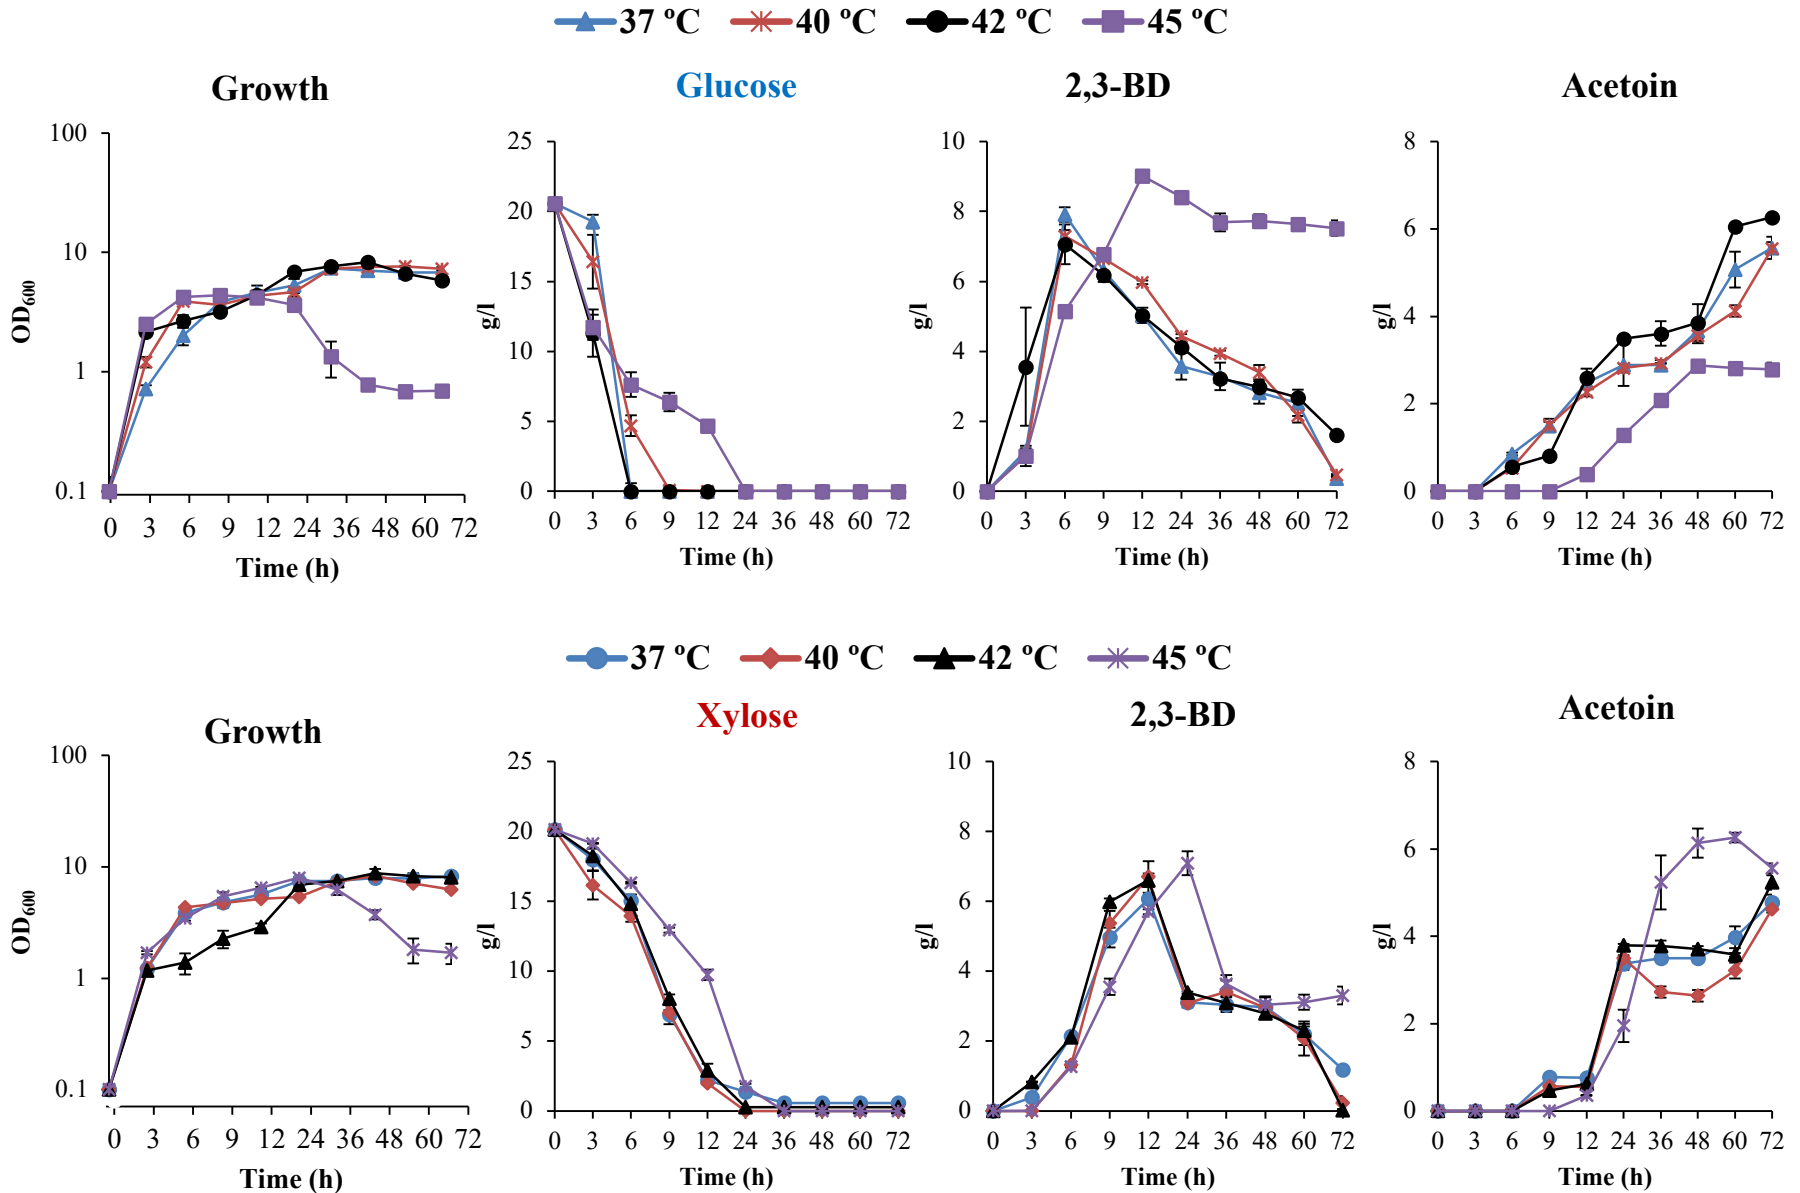 37 ºC 40 ºC 42 ºC 45 ºC
Growth Glucose 2,3-BD Acetoin
100
10
1
0.1
OD600
0 3 6 9 12 24 36 48 60 72
Time (h)
25
20
15
10
5
0
g/l
0 3 6 9 12 24 36 48 60 72
Time (h)
10
8
6
4
2
0
g/l
0 3 6 9 12 24 36 48 60 72
Time (h)
8
6
4
2
0
g/l
0 3 6 9 12 24 36 48 60 72
Time (h)
37 ºC 40 ºC 42 ºC 45 ºC
Growth Xylose 2,3-BD Acetoin
100
10
1
0.1
OD600
0 3 6 9 12 24 36 48 60 72
Time (h)
25
20
15
10
5
0
g/l
0 3 6 9 12 24 36 48 60 72
Time (h)
10
8
6
4
2
0
g/l
0 3 6 9 12 24 36 48 60 72
Time (h)
8
6
4
2
0
g/l
0 3 6 9 12 24 36 48 60 72
Time (h)